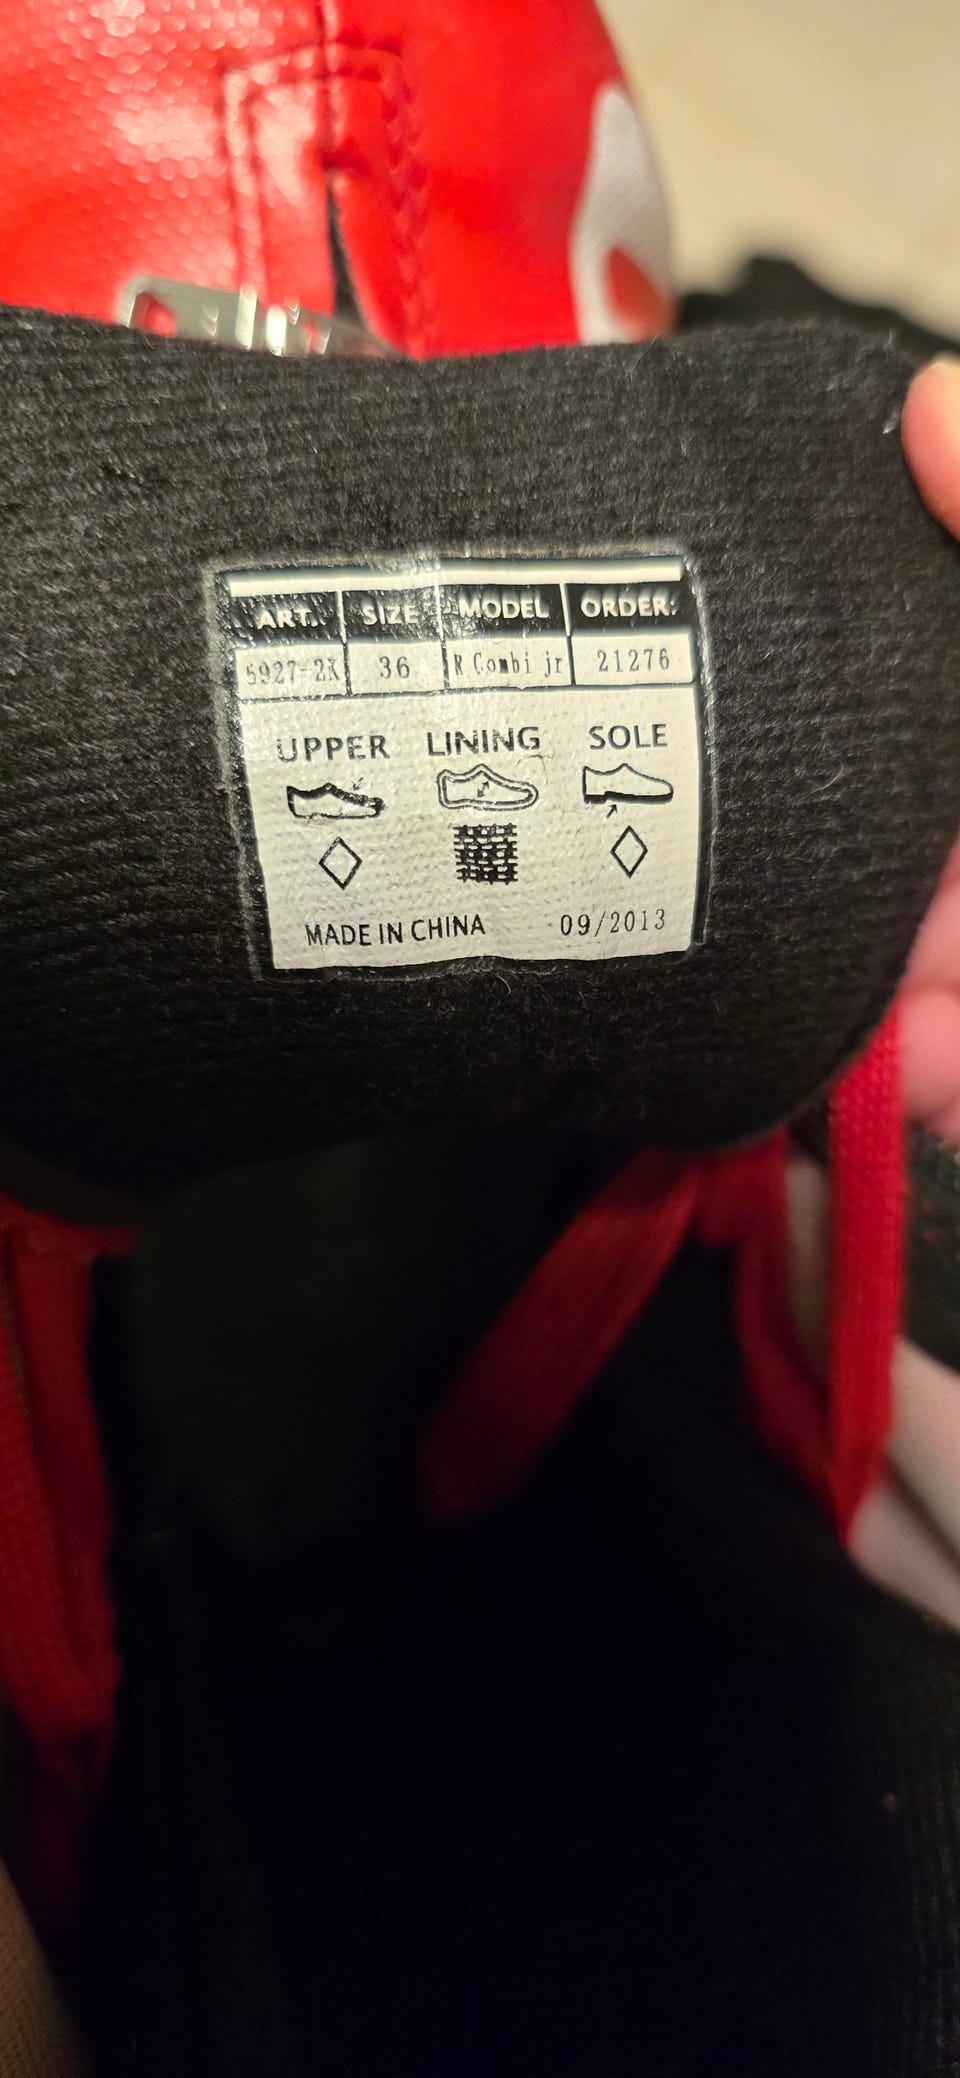 ART.: SIZE MODEL ORDER:
5927-2K 36 R Combi jr 21276
UPPER LINING SOLE
MADE IN CHINA 09/2013